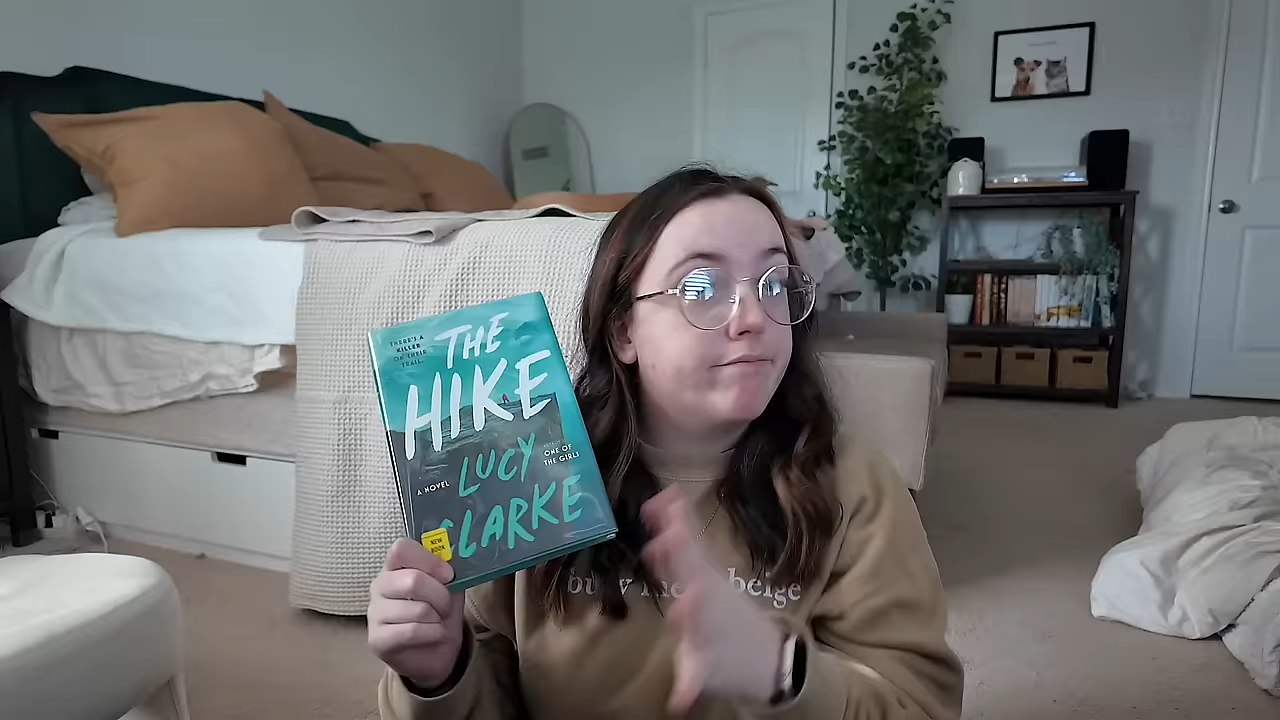 THERE'S A
KILLER
ON THEIR
TRAIL.
THE
HIKE
A NOVEL
LUCY
CLARKE
ONE OF
THE GIRLS
NEW
BOOK
beige